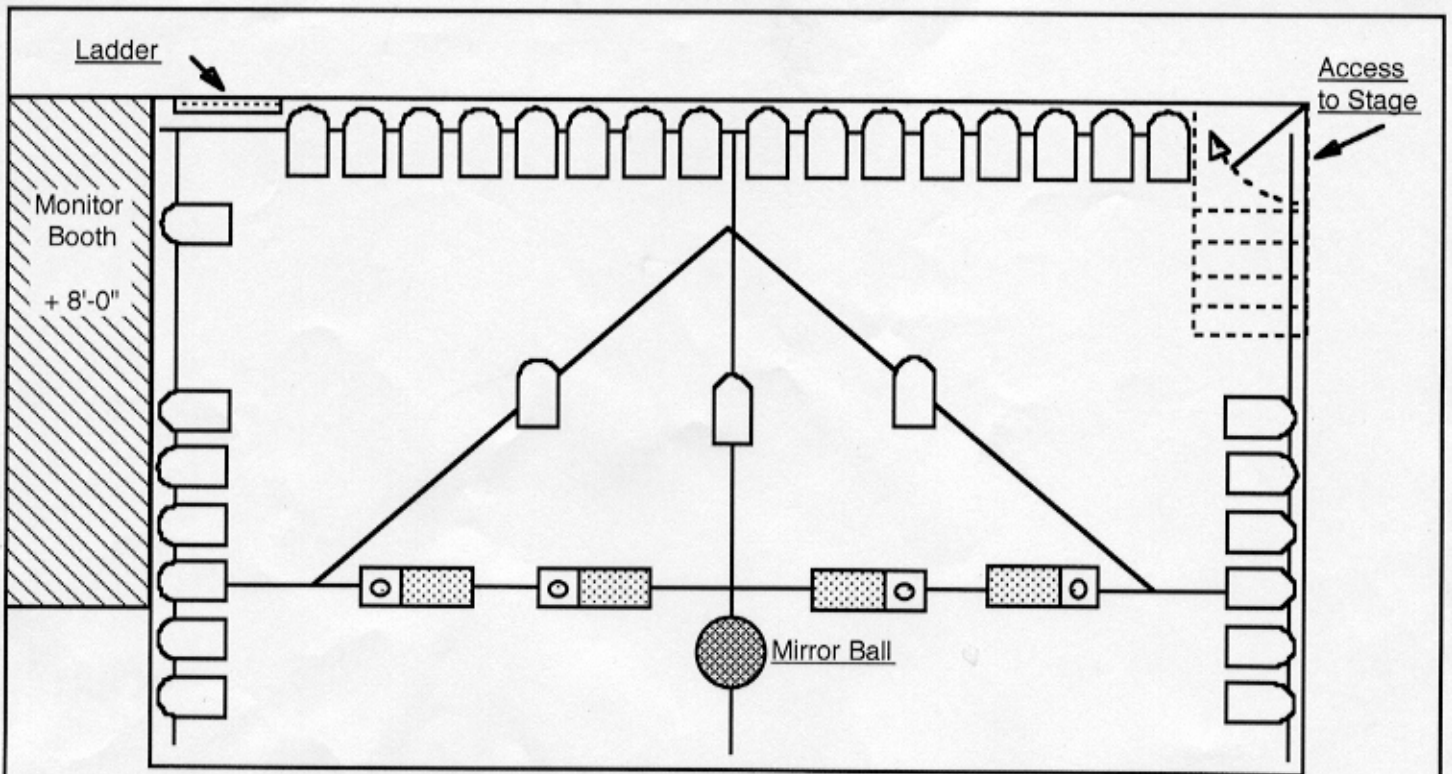 Ladder
Access
to Stage
Monitor
Booth
+ 8'-0"
Mirror Ball